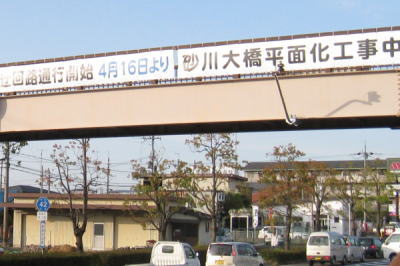 迂回路通行開始 4月16日より
砂川大橋平面化工事中
42